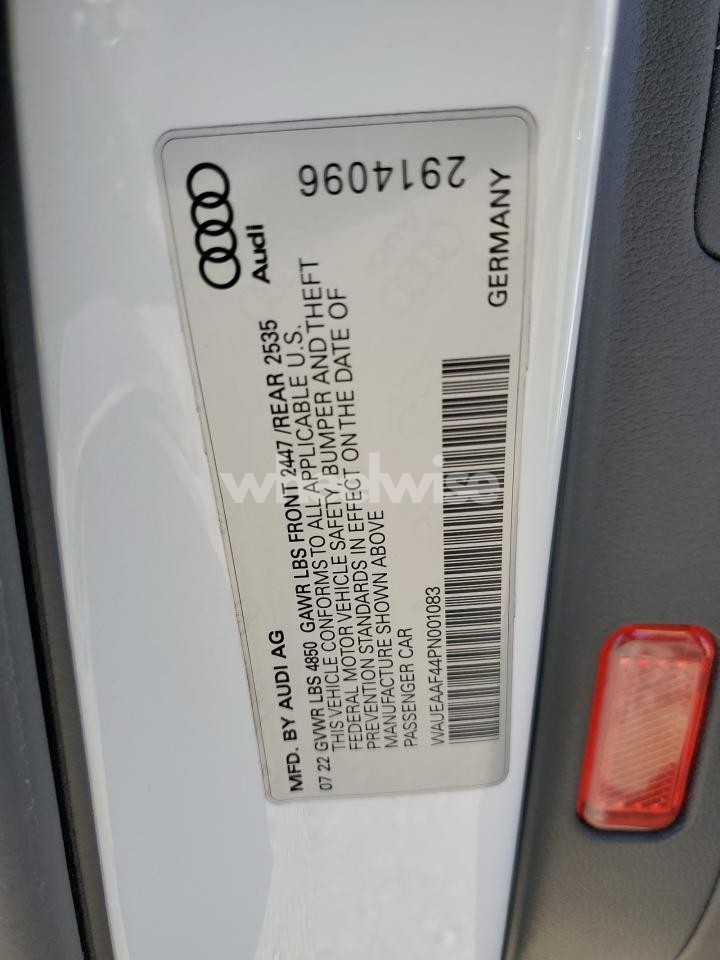 Audi
2914096
MFD. BY AUDI AG
GERMANY
07 22 GVWR LBS 4850 GAWR LBS FRONT 2447 /REAR 2535
THIS VEHICLE CONFORMS TO ALL APPLICABLE U.S.
FEDERAL MOTOR VEHICLE SAFETY, BUMPER AND THEFT
PREVENTION STANDARDS IN EFFECT ON THE DATE OF
MANUFACTURE SHOWN ABOVE
PASSENGER CAR
WAUEAAF44PN001083
wheelwise